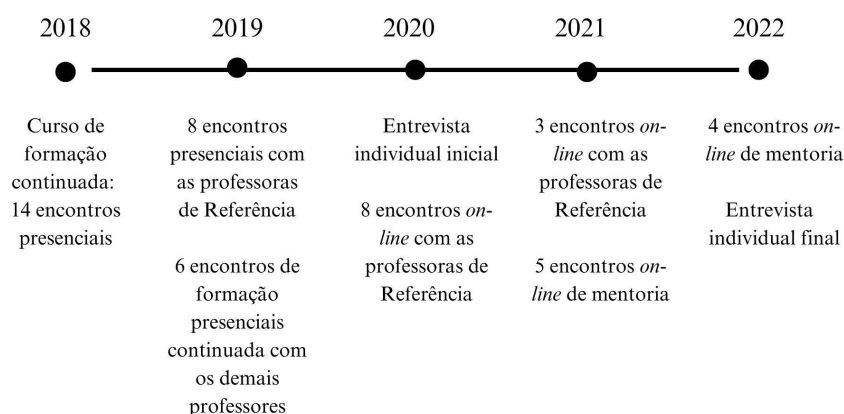 2018
2019
2020
2021
2022
Curso de
formação
continuada:
14 encontros
presenciais
8 encontros
presenciais com
as professoras
de Referência
6 encontros de
formação
presenciais
continuada com
os demais
professores
Entrevista
individual inicial
8 encontros on-
line com as
professoras de
Referência
3 encontros on-
line com as
professoras de
Referência
5 encontros on-
line de mentoria
4 encontros on-
line de mentoria
Entrevista
individual final